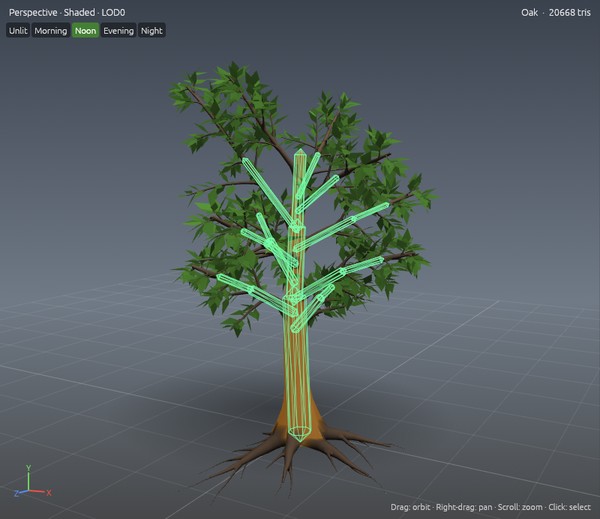 Perspective · Shaded · LOD0
Oak · 20668 tris
Unlit Morning Noon Evening Night
Y
Z X
Drag: orbit · Right-drag: pan · Scroll: zoom · Click: select